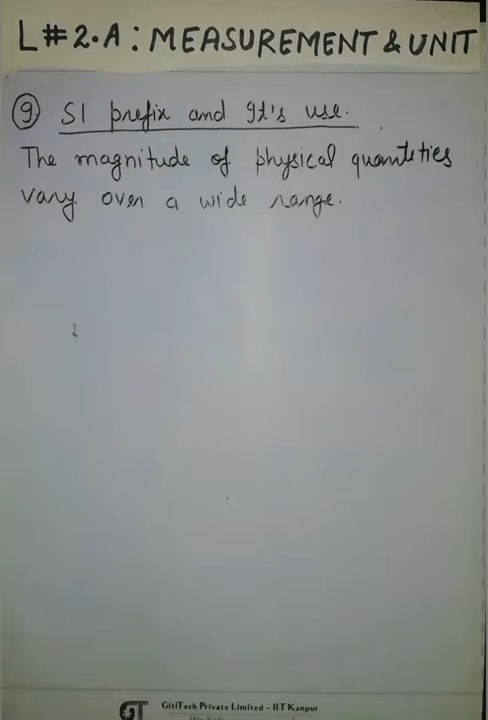 L#2.A: MEASUREMENT & UNIT
9 SI prefix and It's use.
The magnitude of physical quantities
vary over a wide range.
GitiTech Private Limited - IIT Kanpur